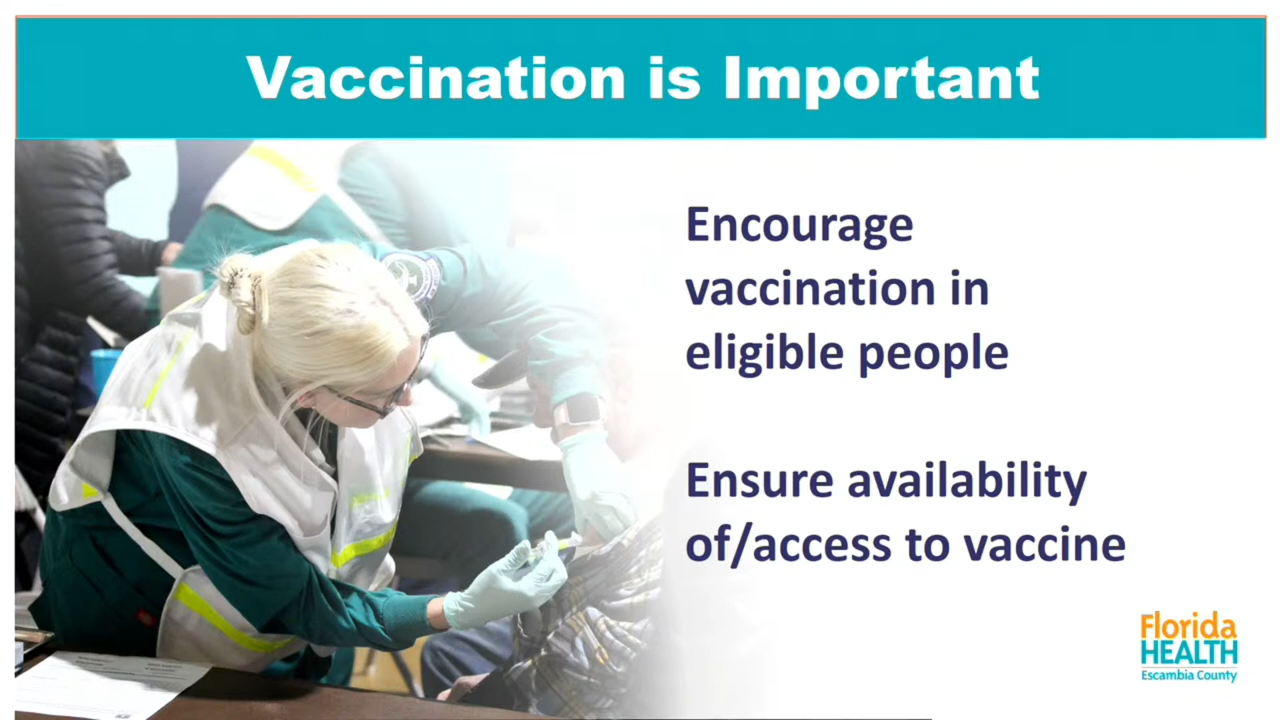 Vaccination is Important
Encourage
vaccination in
eligible people
Ensure availability
of/access to vaccine
Florida
HEALTH
Escambia County